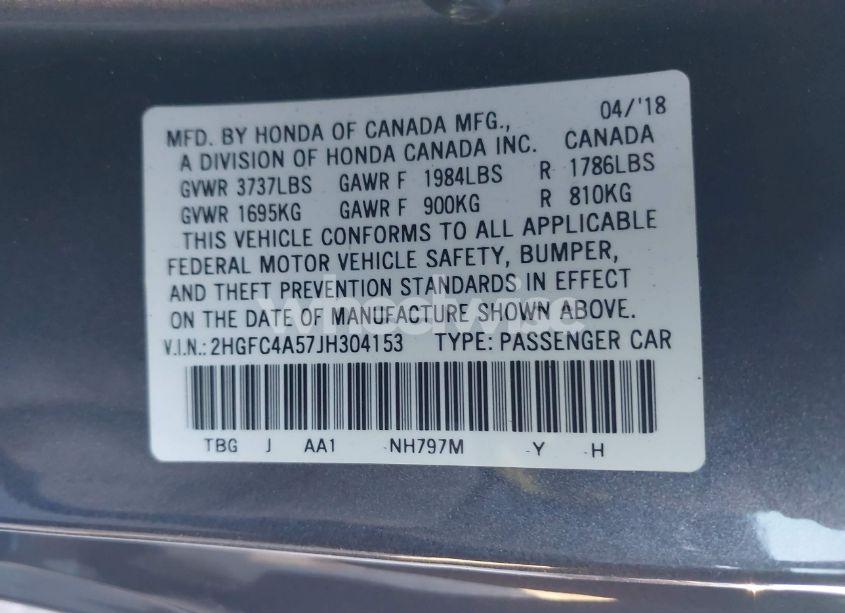 04/'18
MFD. BY HONDA OF CANADA MFG.,
A DIVISION OF HONDA CANADA INC. CANADA
GVWR 3737LBS GAWR F 1984LBS R 1786LBS
GVWR 1695KG GAWR F 900KG R 810KG
THIS VEHICLE CONFORMS TO ALL APPLICABLE
FEDERAL MOTOR VEHICLE SAFETY, BUMPER,
AND THEFT PREVENTION STANDARDS IN EFFECT
ON THE DATE OF MANUFACTURE SHOWN ABOVE.
wheelwise
V.I.N.: 2HGFC4A57JH304153 TYPE: PASSENGER CAR
TBG J AA1 NH797M -Y -H